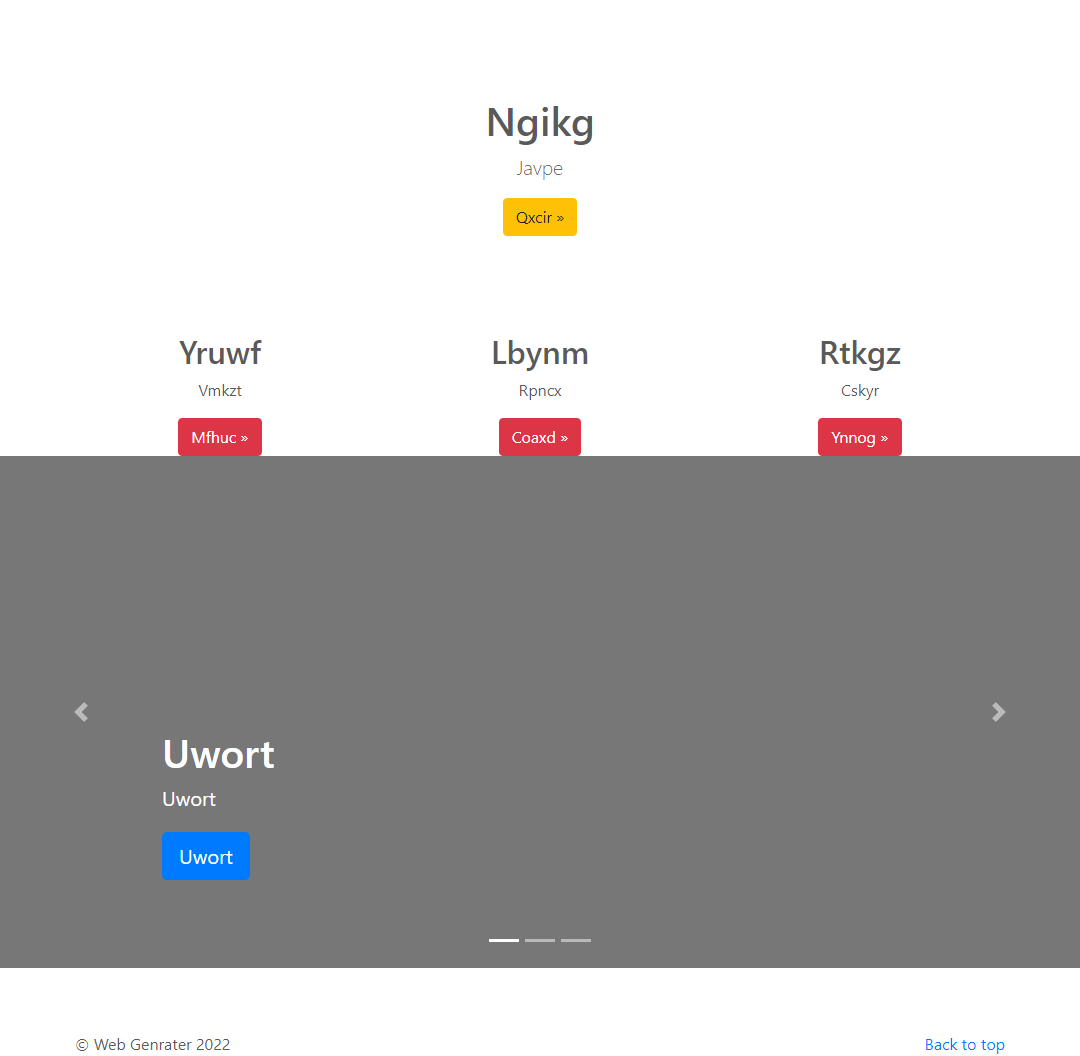 Ngikg
Javpe
Qxcir »
Yruwf
Vmkzt
Mfhuc »
Lbynm
Rpncx
Coaxd »
Rtkgz
Cskyr
Ynnog »
Uwort
Uwort
Uwort
© Web Genrater 2022
Back to top